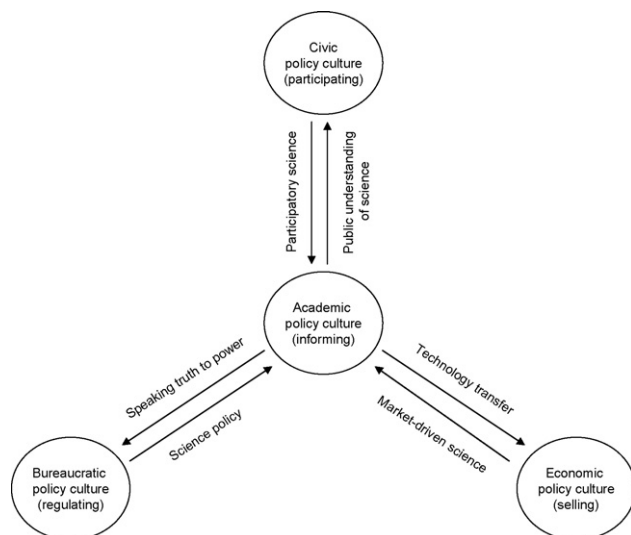 Civic
policy culture
(participating)
Participatory science
Public understanding
of science
Academic
policy culture
(informing)
Speaking truth to power
Science policy
Technology transfer
Market-driven science
Bureaucratic
policy culture
(regulating)
Economic
policy culture
(selling)